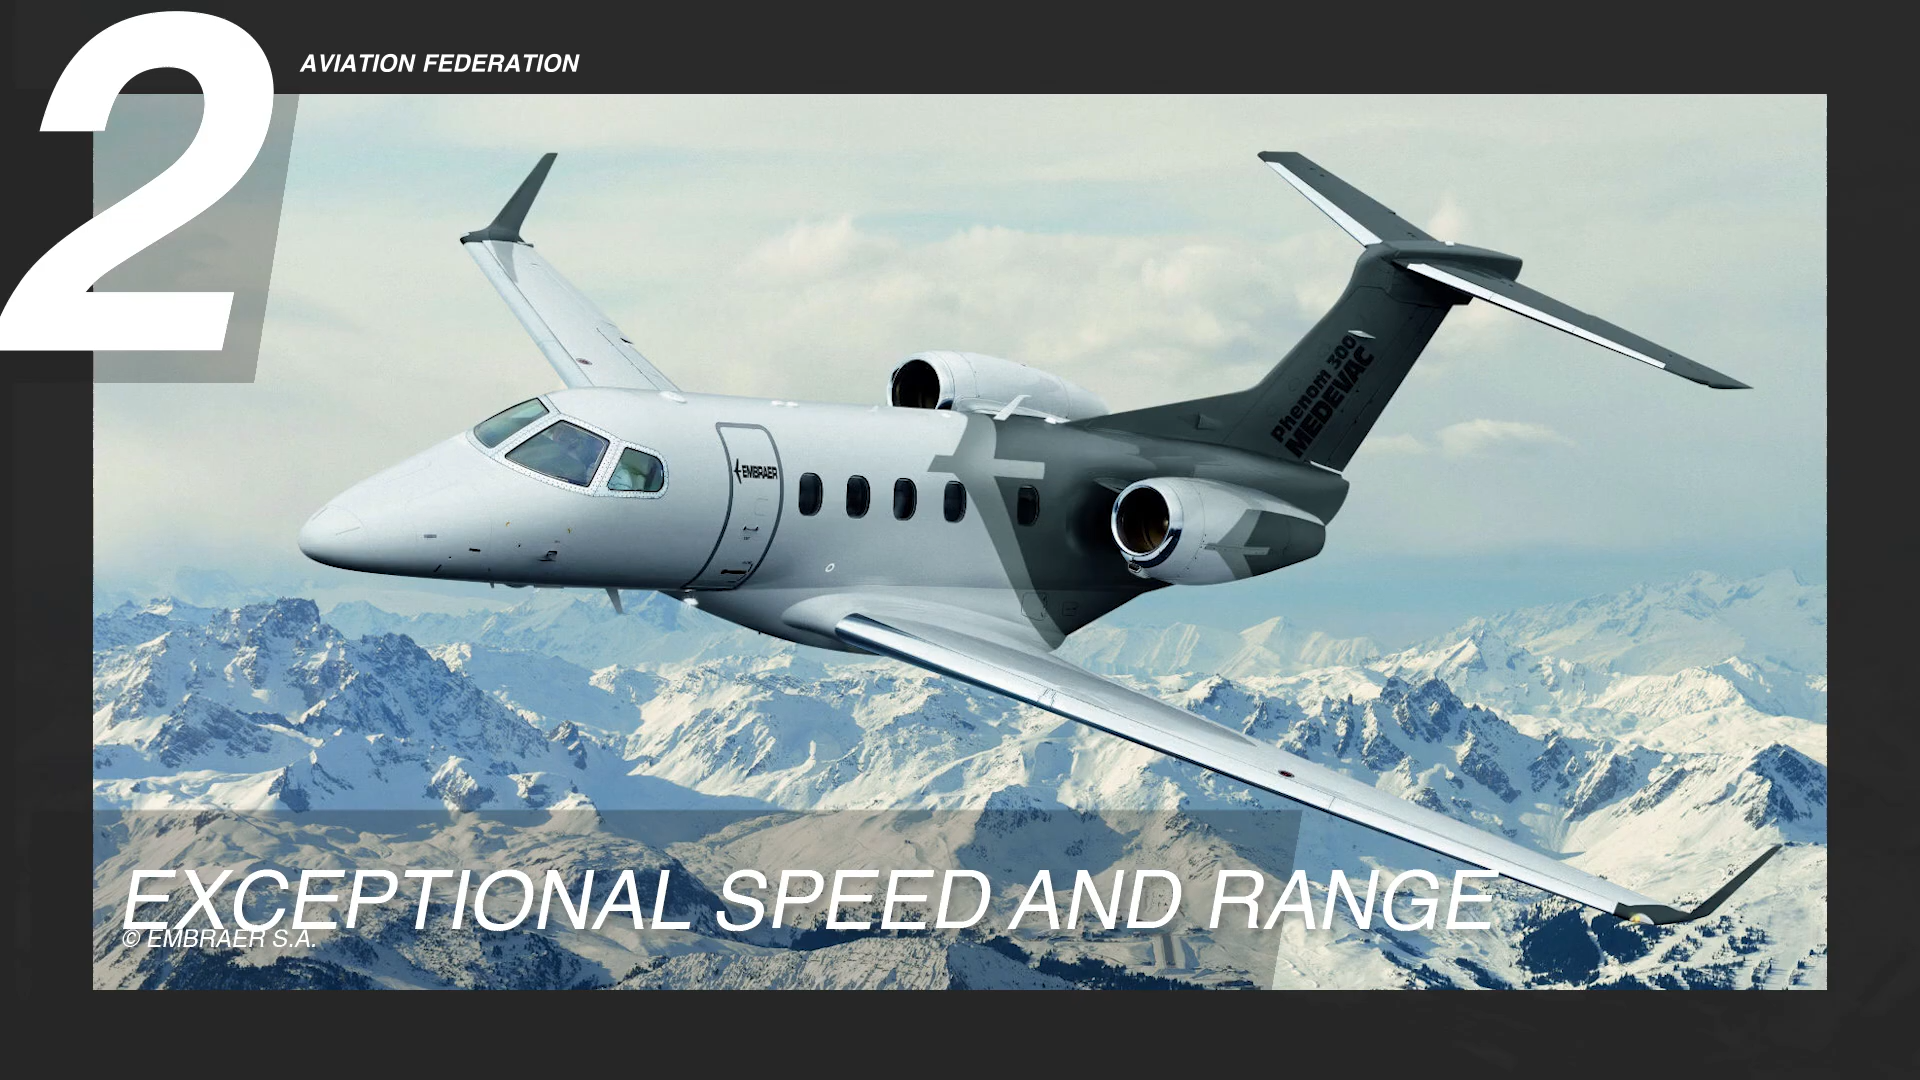 2
AVIATION FEDERATION
Phenom 300
MEDEVAC
EMBRAER
EXCEPTIONAL SPEED AND RANGE
© EMBRAER S.A.